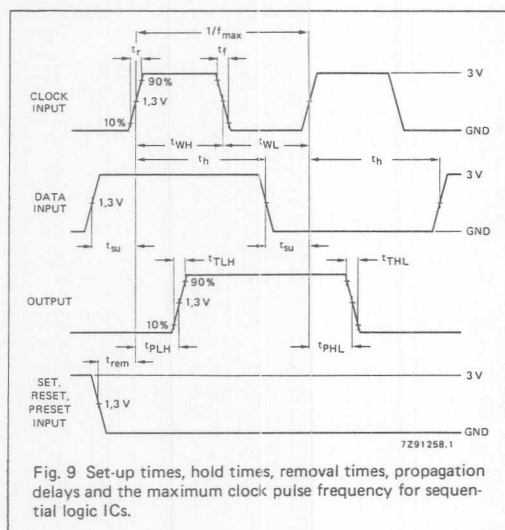 1/fmax
tr
tf
90%
CLOCK
INPUT
1,3 V
10%
3 V
GND
tWH
tWL
th
th
DATA
INPUT
1,3 V
3 V
GND
tsu
tsu
tTLH
tTHL
90%
OUTPUT
1,3 V
10%
tPLH
tPHL
trem
SET,
RESET,
PRESET
INPUT
1,3 V
3 V
GND
7Z91258.1
Fig. 9 Set-up times, hold times, removal times, propagation
delays and the maximum clock pulse frequency for sequen-
tial logic ICs.